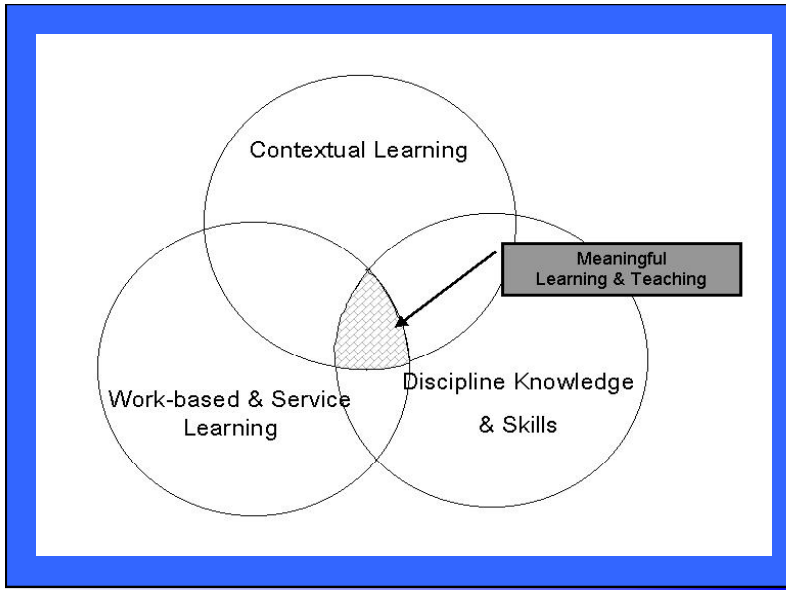 Contextual Learning
Meaningful
Learning & Teaching
Work-based & Service
Learning
Discipline Knowledge
& Skills